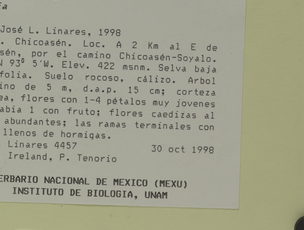 José L. Linares, 1998
. Chicoasén. Loc. A 2 Km al E de
sén, por el camino Chicoasén-Soyalo.
N 93° 5'W. Elev. 422 msnm. Selva baja
folia. Suelo rocoso, cálizo. Arbol
ino de 5 m, d.a.p. 15 cm; corteza
ea, flores con 1-4 pétalos muy jovenes
abía 1 con fruto; flores caedizas al
abundantes; las ramas terminales con
llenos de hormigas.
Linares 4457 30 oct 1998
Ireland, P. Tenorio
ERBARIO NACIONAL DE MEXICO (MEXU)
INSTITUTO DE BIOLOGIA, UNAM